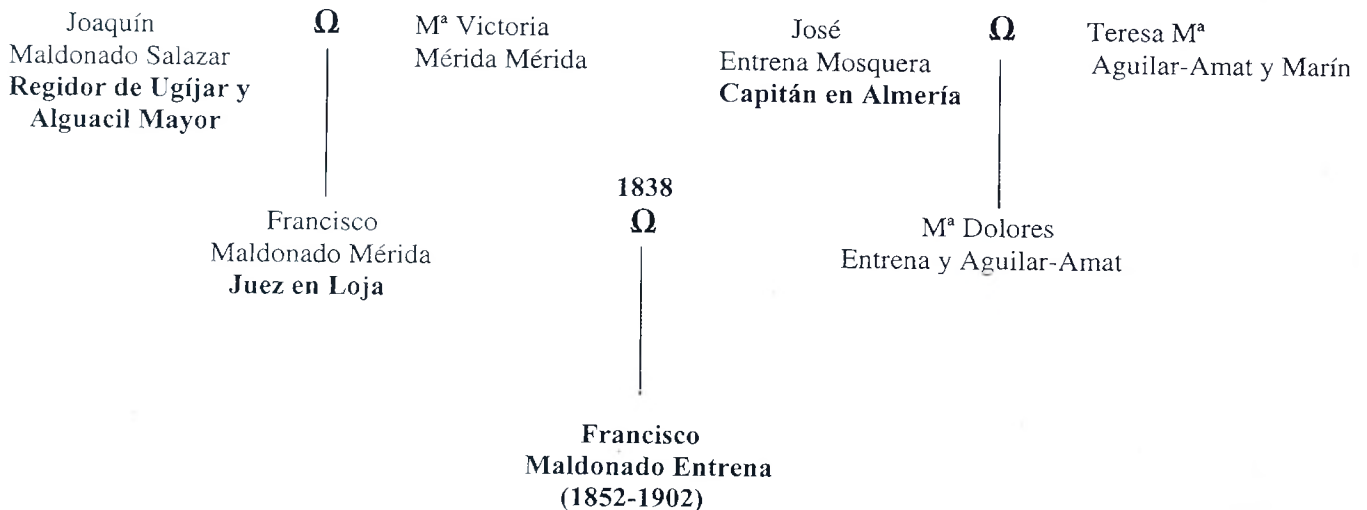 Joaquín
Maldonado Salazar
Regidor de Ugíjar y
Alguacil Mayor
Ω
Mª Victoria
Mérida Mérida
José
Entrena Mosquera
Capitán en Almería
Ω
Teresa Mª
Aguilar-Amat y Marín
Francisco
Maldonado Mérida
Juez en Loja
1838
Ω
Mª Dolores
Entrena y Aguilar-Amat
Francisco
Maldonado Entrena
(1852-1902)